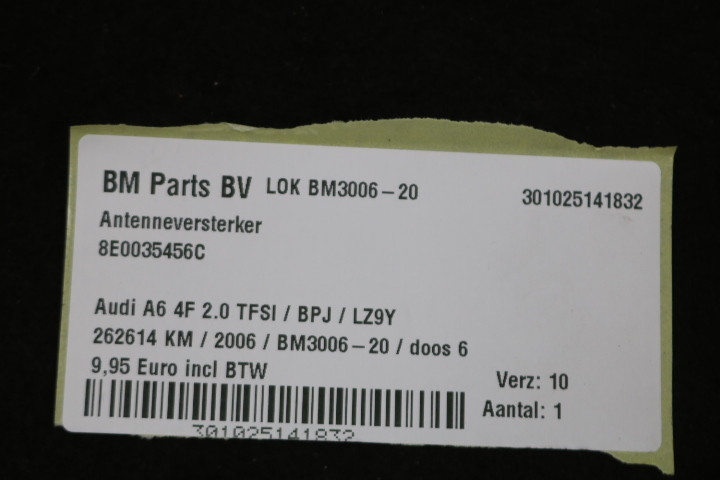 BM Parts BV LOK BM3006-20 301025141832
Antenneversterker
8E0035456C
Audi A6 4F 2.0 TFSI / BPJ / LZ9Y
262614 KM / 2006 / BM3006-20 / doos 6
9,95 Euro incl BTW
Verz: 10
Aantal: 1
301025141832